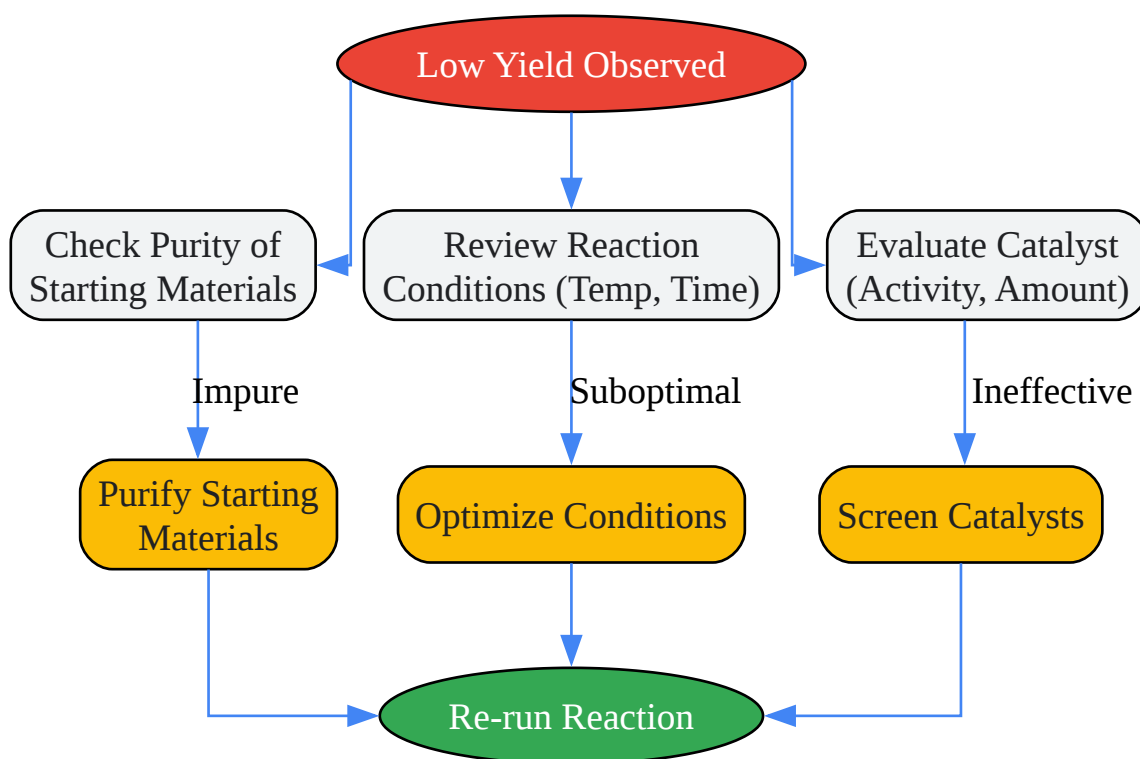 Low Yield Observed
Check Purity of
Starting Materials
Review Reaction
Conditions (Temp, Time)
Evaluate Catalyst
(Activity, Amount)
Impure
Suboptimal
Ineffective
Purify Starting
Materials
Optimize Conditions
Screen Catalysts
Re-run Reaction